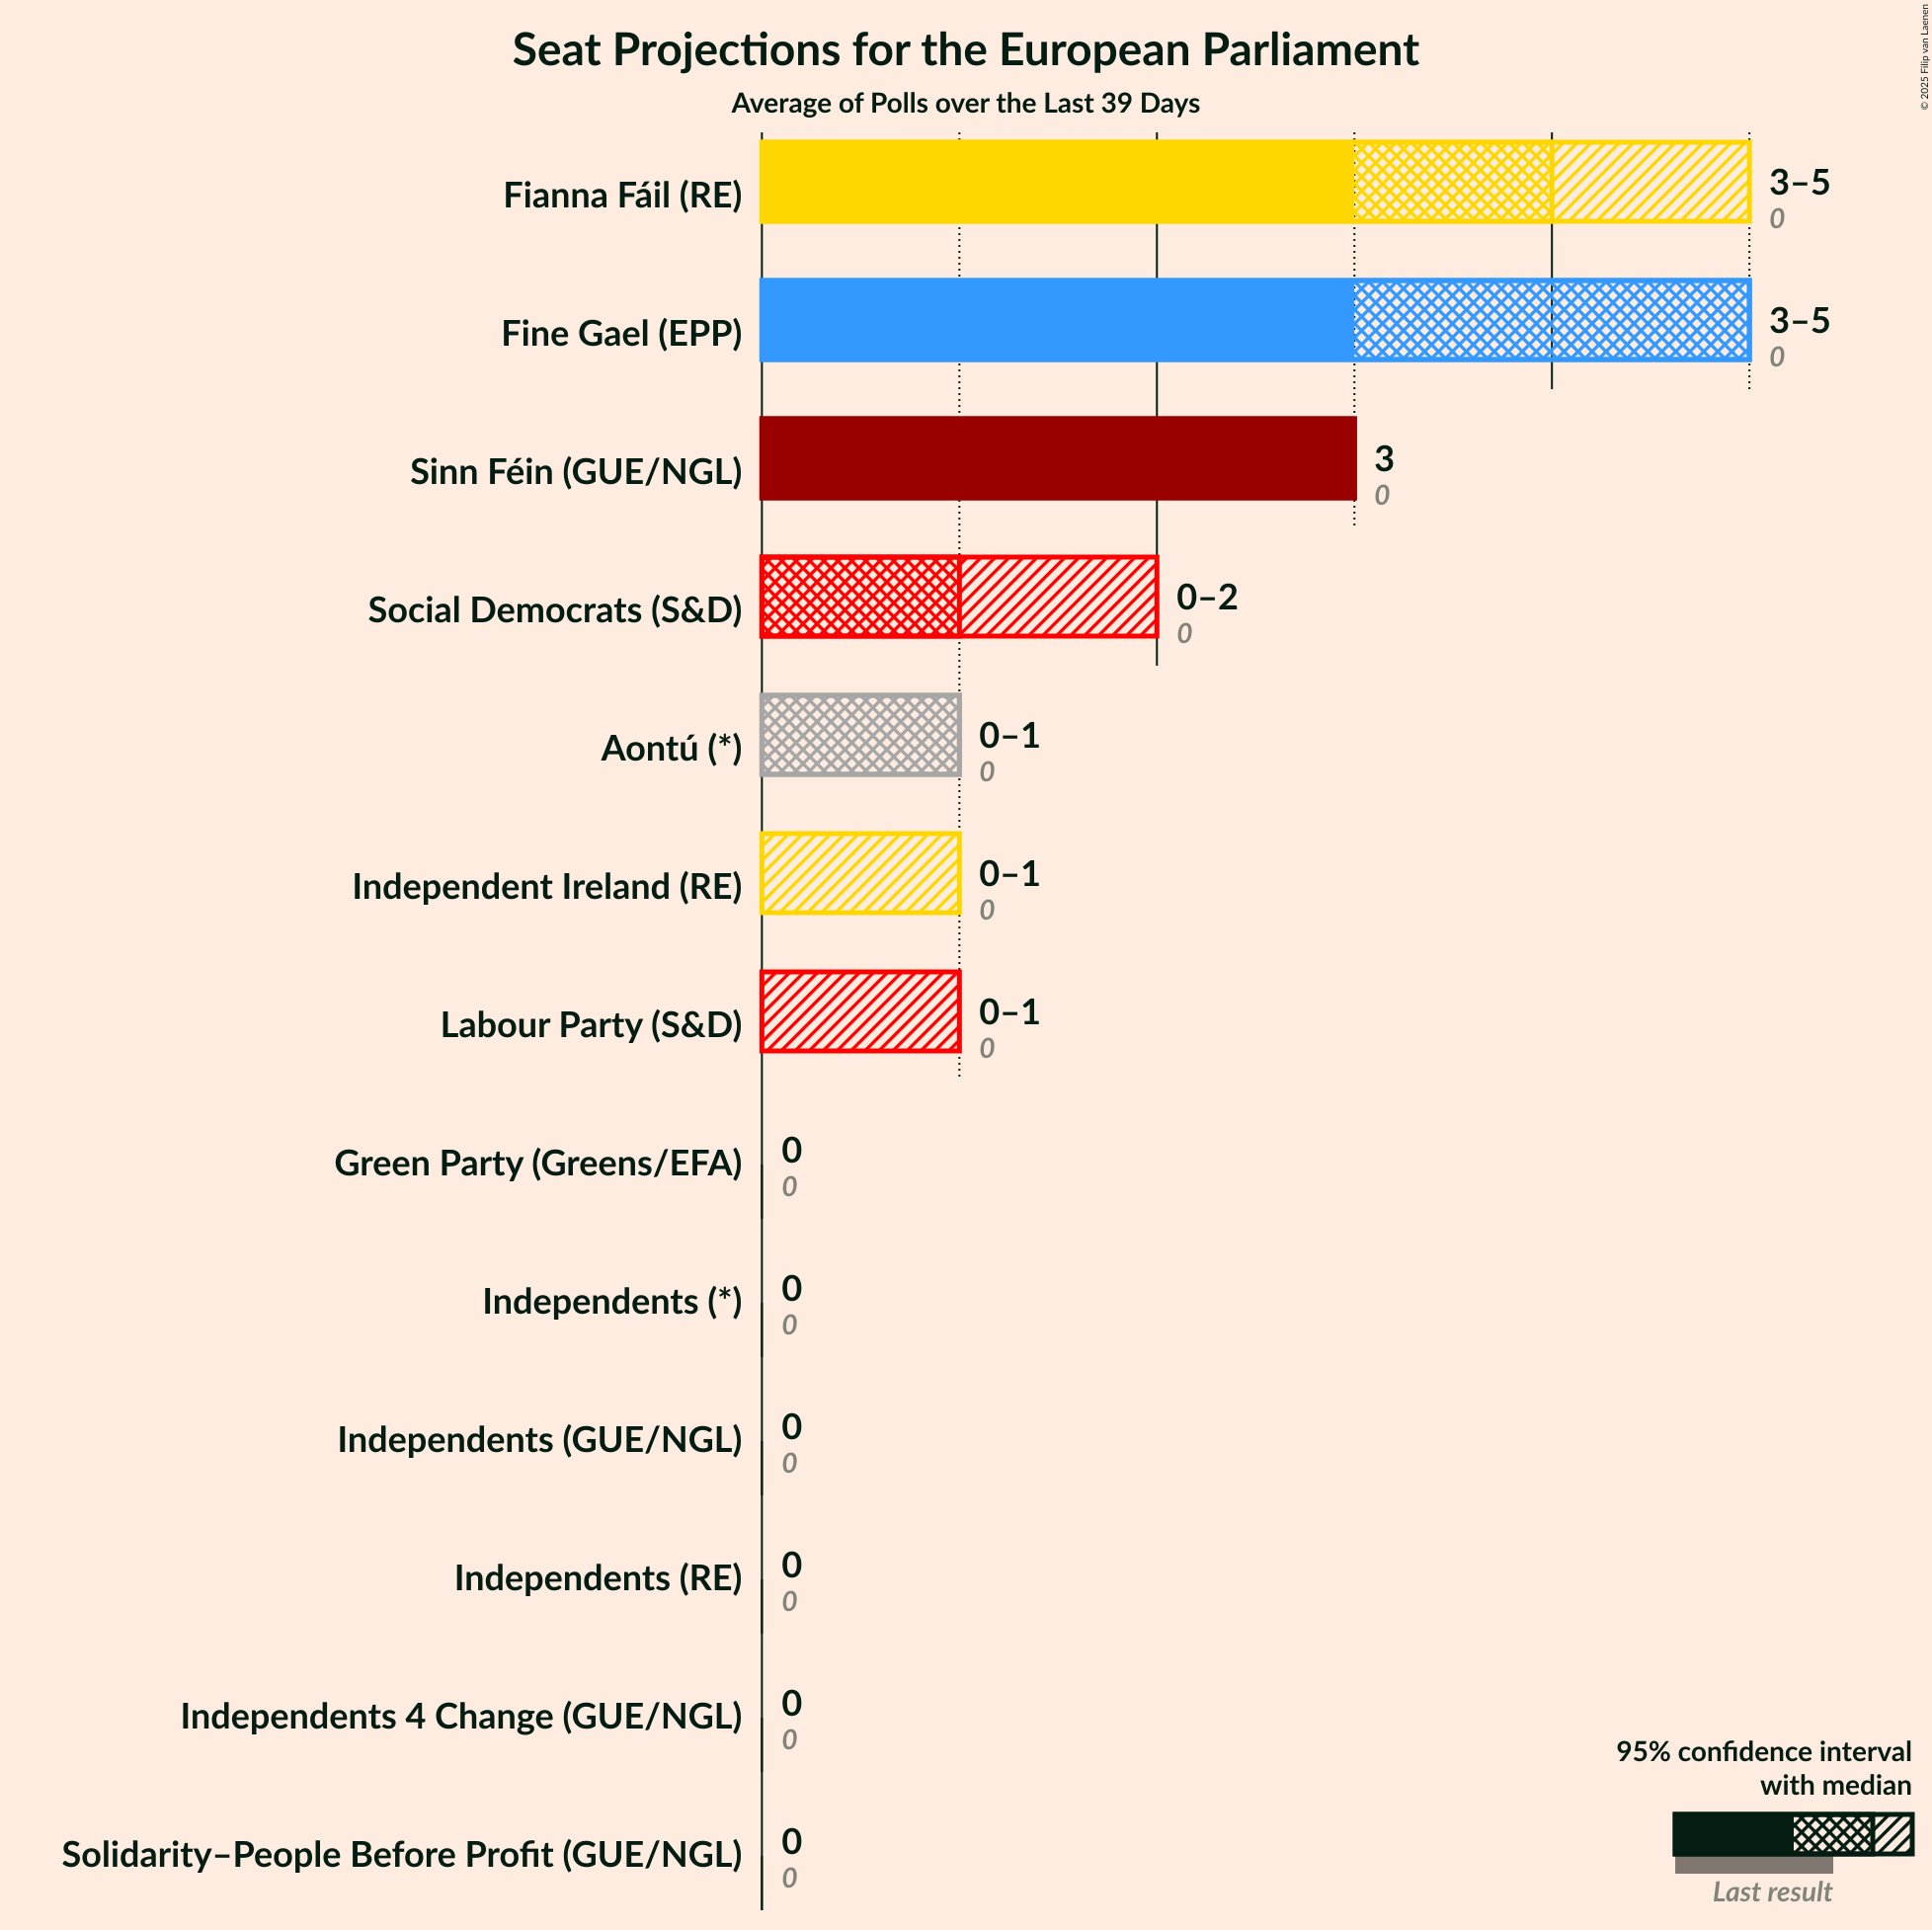 Seat Projections for the European Parliament
Average of Polls over the Last 39 Days
© 2025 Filip van Laenen
Fianna Fáil (RE)
3–5
0
Fine Gael (EPP)
3–5
0
Sinn Féin (GUE/NGL)
3
0
Social Democrats (S&D)
0–2
0
Aontú (*)
0–1
0
Independent Ireland (RE)
0–1
0
Labour Party (S&D)
0–1
0
Green Party (Greens/EFA)
0
0
Independents (*)
0
0
Independents (GUE/NGL)
0
0
Independents (RE)
0
0
Independents 4 Change (GUE/NGL)
0
0
Solidarity–People Before Profit (GUE/NGL)
0
0
95% confidence interval
with median
Last result